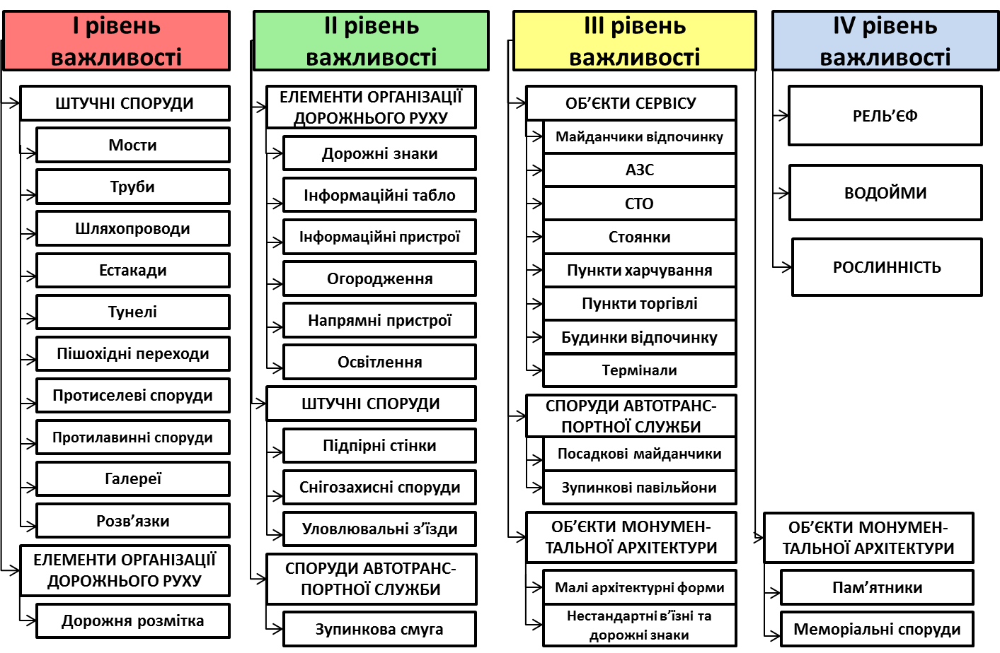 І рівень
важливості
ШТУЧНІ СПОРУДИ
Мости
Труби
Шляхопроводи
Естакади
Тунелі
Пішохідні переходи
Протиселеві споруди
Протилавинні споруди
Галереї
Розв’язки
ЕЛЕМЕНТИ ОРГАНІЗАЦІЇ
ДОРОЖНЬОГО РУХУ
Дорожня розмітка
ІІ рівень
важливості
ЕЛЕМЕНТИ ОРГАНІЗАЦІЇ
ДОРОЖНЬОГО РУХУ
Дорожні знаки
Інформаційні табло
Інформаційні пристрої
Огородження
Напрямні пристрої
Освітлення
ШТУЧНІ СПОРУДИ
Підпірні стінки
Снігозахисні споруди
Уловлювальні з’їзди
СПОРУДИ АВТОТРАНС-
ПОРТНОЇ СЛУЖБИ
Зупинкова смуга
ІІІ рівень
важливості
ОБ’ЄКТИ СЕРВІСУ
Майданчики відпочинку
АЗС
СТО
Стоянки
Пункти харчування
Пункти торгівлі
Будинки відпочинку
Термінали
СПОРУДИ АВТОТРАНС-
ПОРТНОЇ СЛУЖБИ
Посадкові майданчики
Зупинкові павільйони
ОБ’ЄКТИ МОНУМЕН-
ТАЛЬНОЇ АРХІТЕКТУРИ
Малі архітектурні форми
Нестандартні в’їзні та
дорожні знаки
IV рівень
важливості
РЕЛЬ’ЄФ
ВОДОЙМИ
РОСЛИННІСТЬ
ОБ’ЄКТИ МОНУМЕН-
ТАЛЬНОЇ АРХІТЕКТУРИ
Пам’ятники
Меморіальні споруди